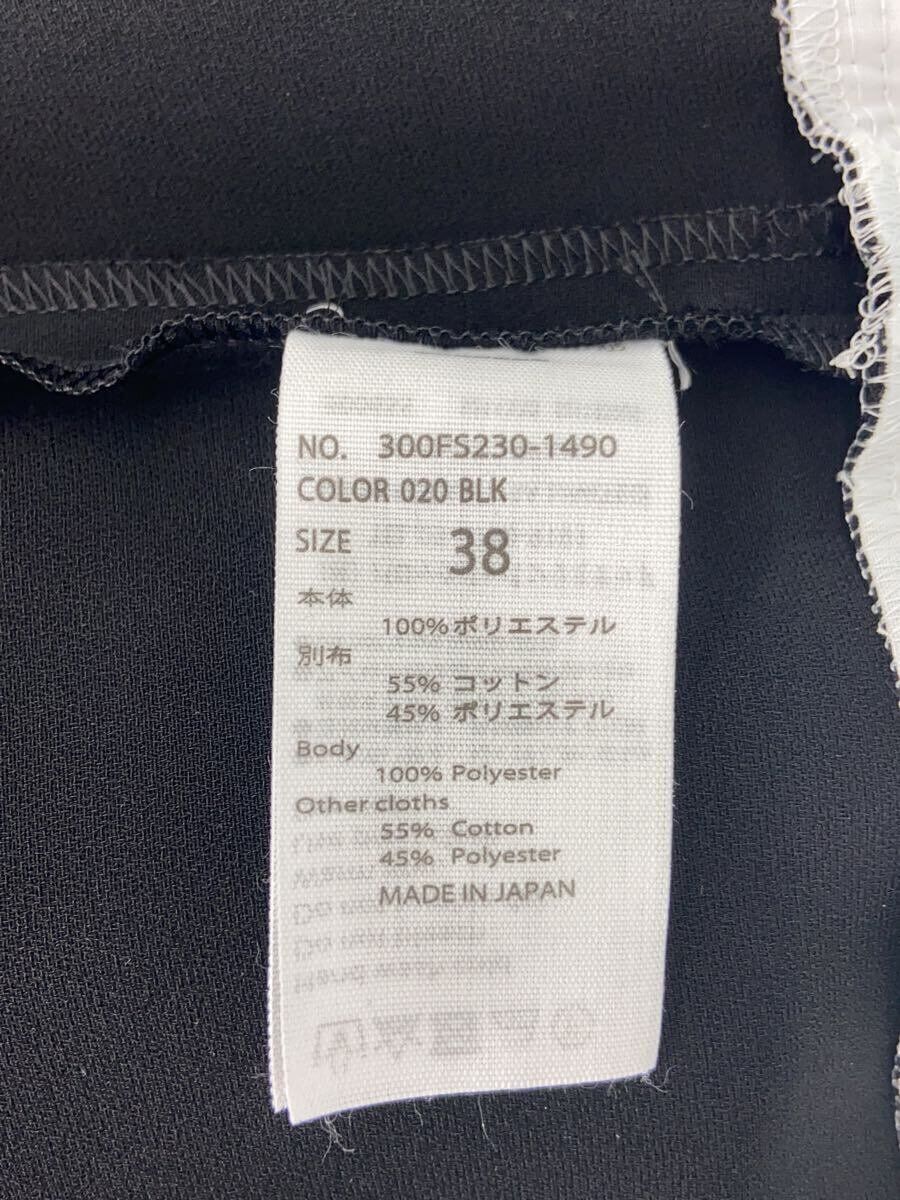 NO. 300FS230-1490
COLOR 020 BLK
SIZE 38
本体
100%ポリエステル
別布
55% コットン
45% ポリエステル
Body
100% Polyester
Other cloths
55% Cotton
45% Polyester
MADE IN JAPAN